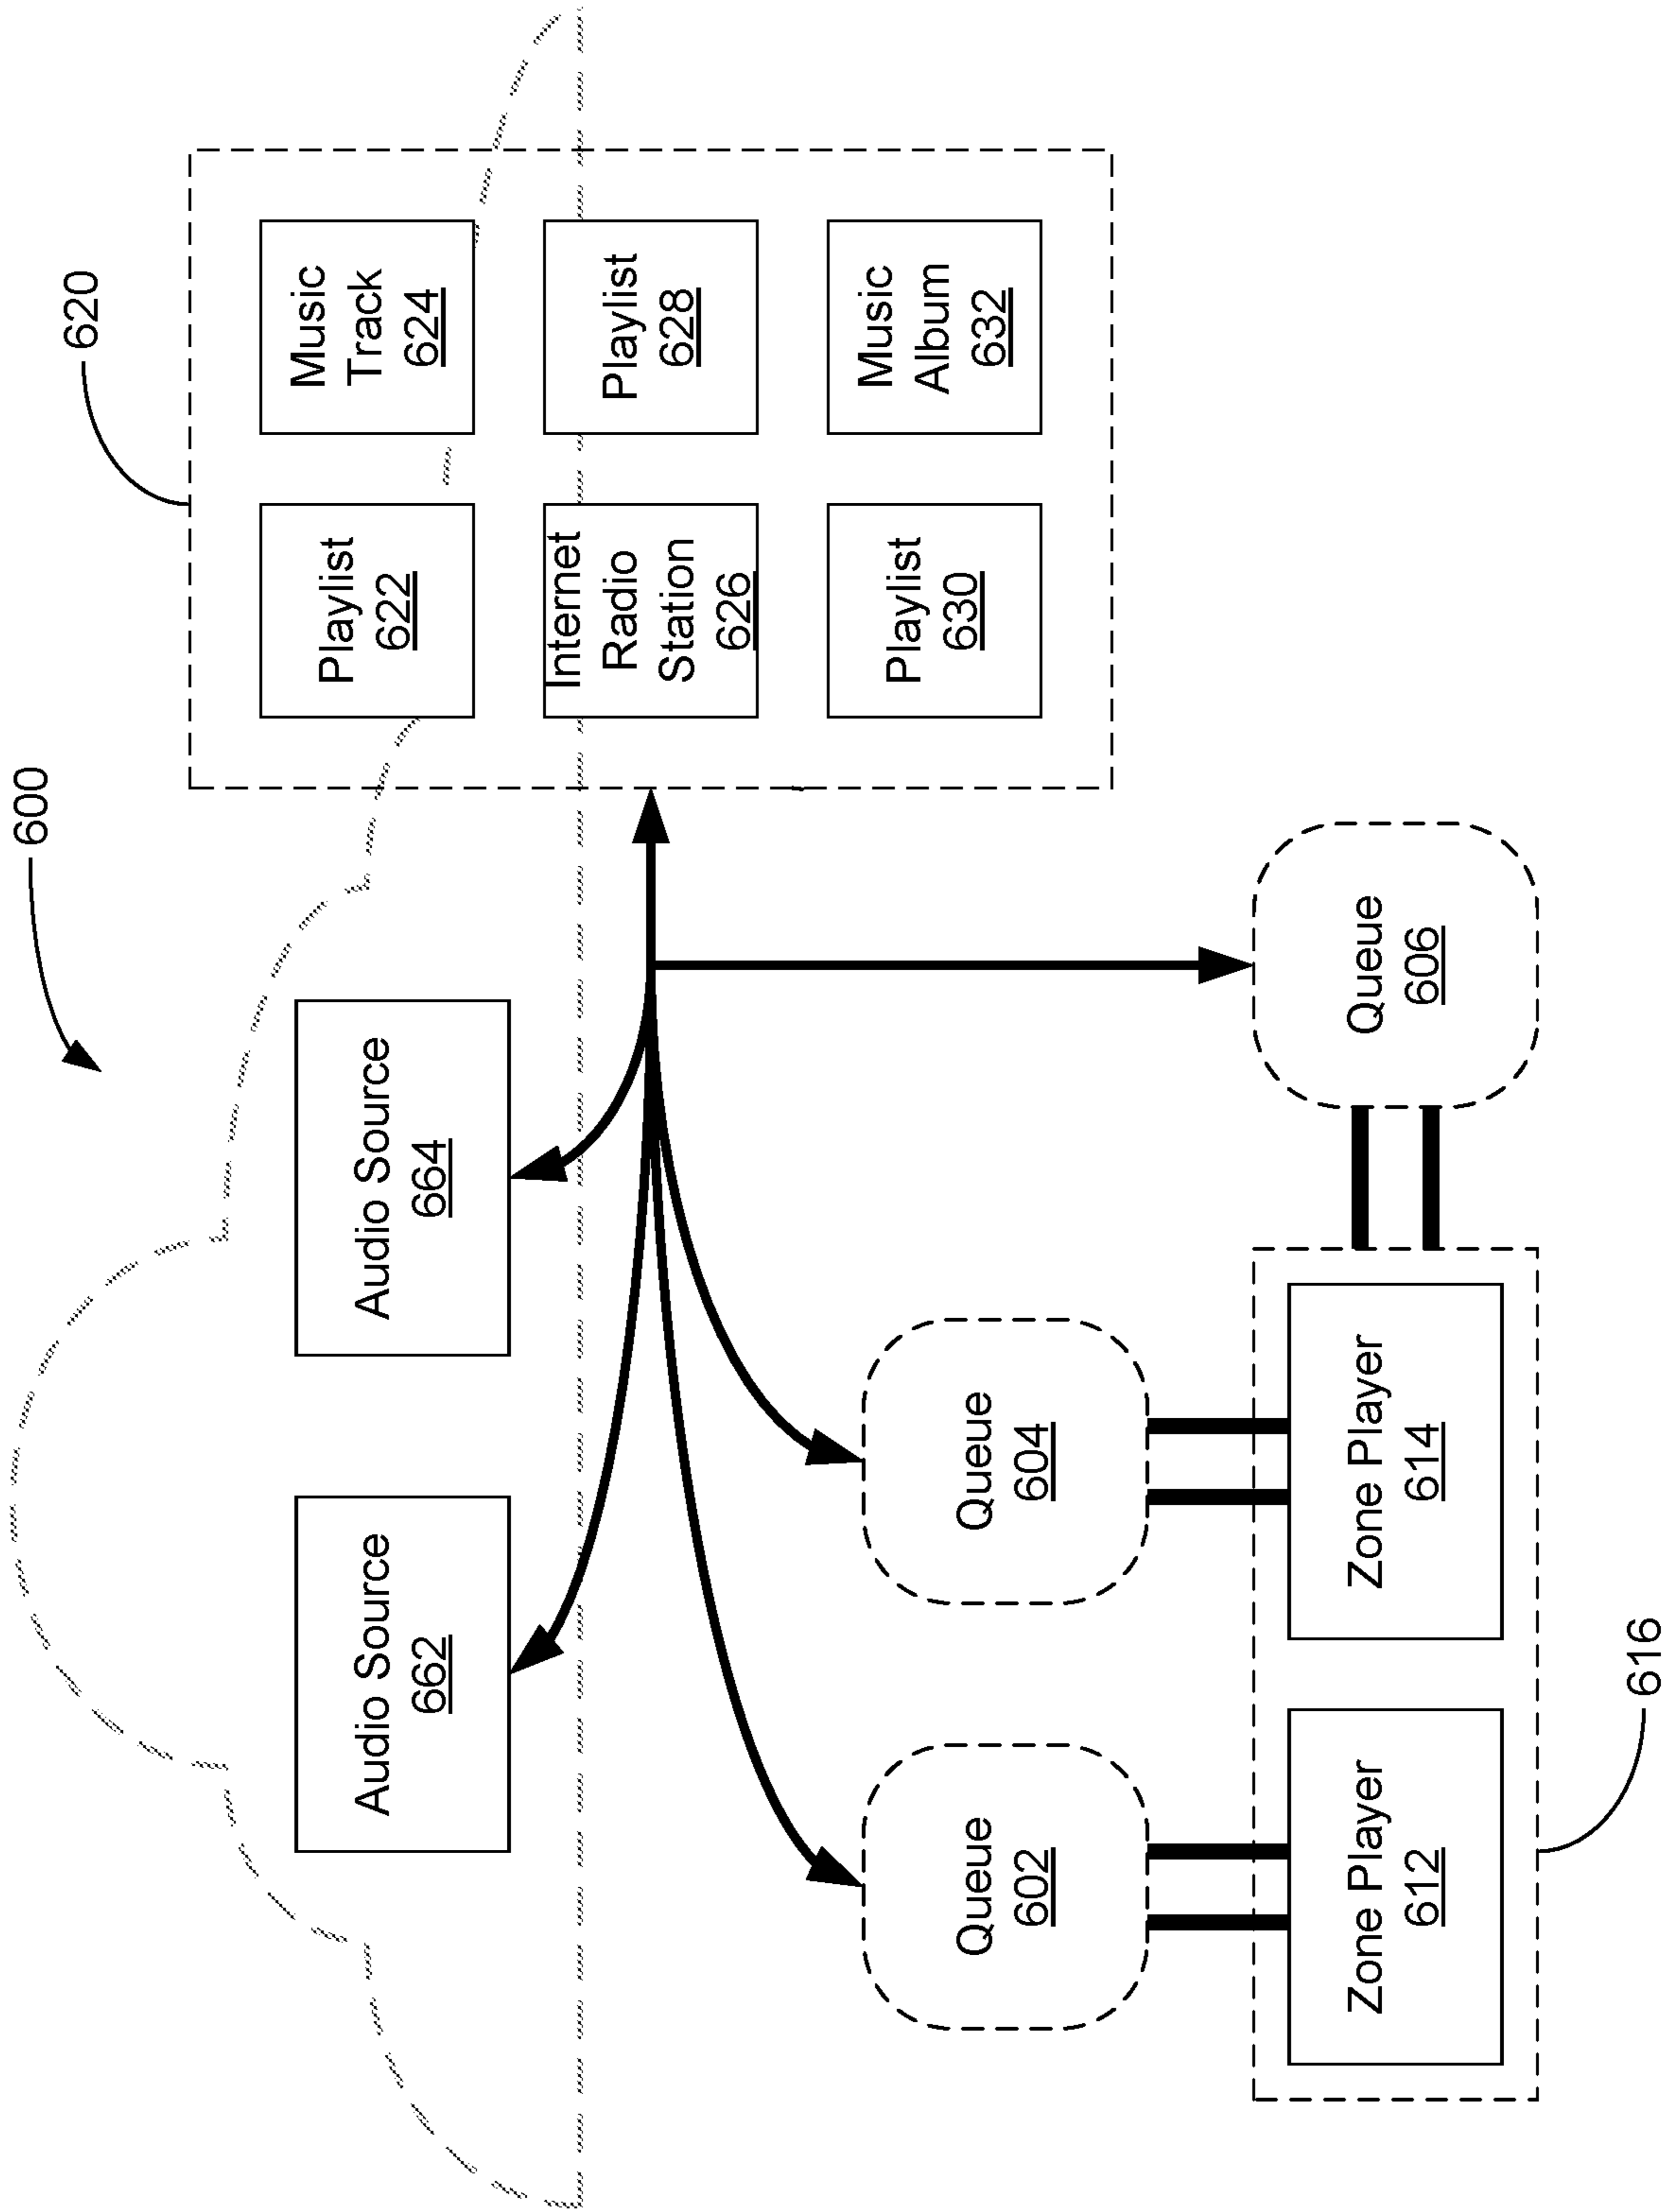 600
620
Audio Source
662
Audio Source
664
Playlist
622
Music
Track
624
Internet
Radio
Station
626
Playlist
628
Playlist
630
Music
Album
632
Queue
602
Queue
604
Queue
606
Zone Player
612
Zone Player
614
616